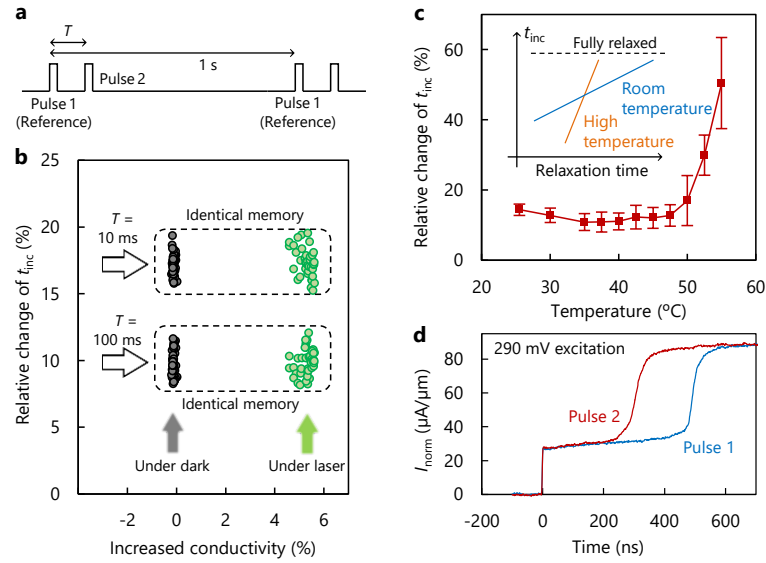 a
T
1 s
Pulse 2
Pulse 1
(Reference)
Pulse 1
(Reference)
b
25
20
15
10
5
0
Relative change of tinc (%)
T =
10 ms
Identical memory
T =
100 ms
Identical memory
Under dark
Under laser
-2
0
2
4
6
Increased conductivity (%)
c
60
40
20
0
Relative change of tinc (%)
tinc
Fully relaxed
Room
temperature
High
temperature
Relaxation time
20
30
40
50
60
Temperature (°C)
d
290 mV excitation
80
60
40
20
0
Inorm (μA/μm)
Pulse 2
Pulse 1
-200
0
200
400
600
Time (ns)